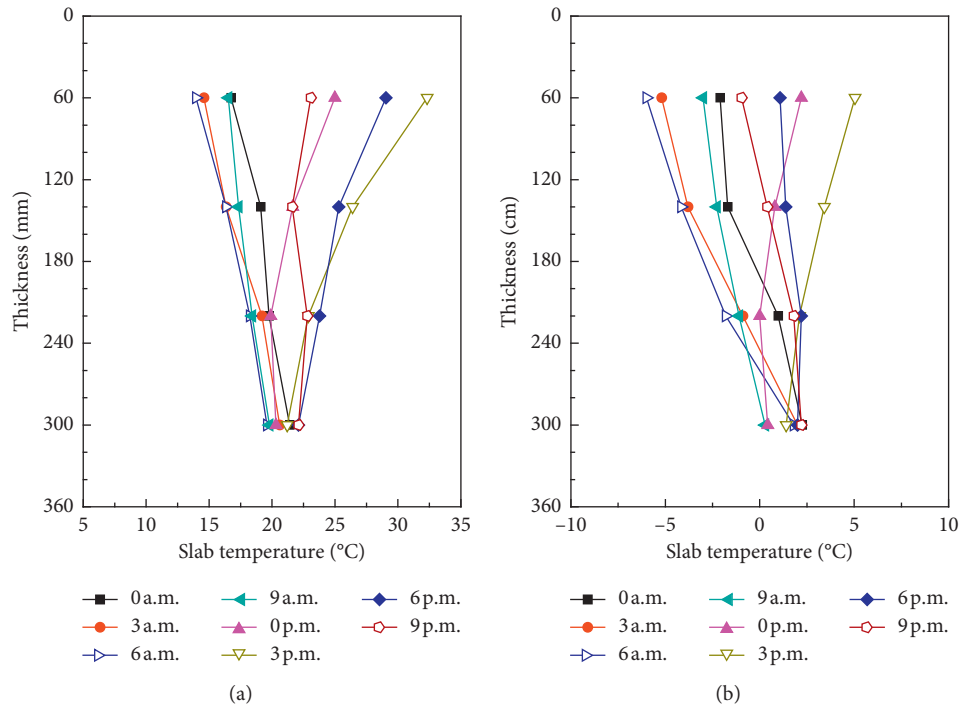 0
60
120
180
240
300
360
Thickness (mm)
5 10 15 20 25 30 35
Slab temperature (°C)
0 a.m. 9 a.m. 6 p.m.
3 a.m. 0 p.m. 9 p.m.
6 a.m. 3 p.m.
(a)
0
60
120
180
240
300
360
Thickness (cm)
−10 −5 0 5 10
Slab temperature (°C)
0 a.m. 9 a.m. 6 p.m.
3 a.m. 0 p.m. 9 p.m.
6 a.m. 3 p.m.
(b)